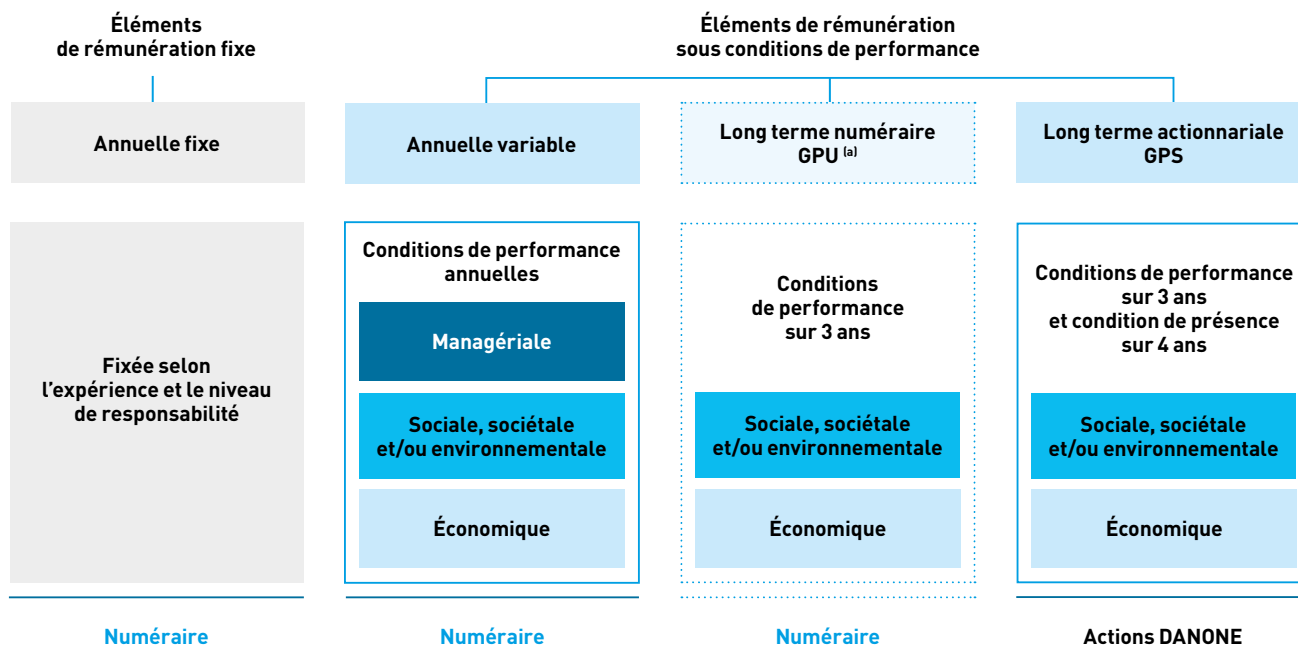 Éléments
de rémunération fixe
Éléments de rémunération
sous conditions de performance
Annuelle fixe
Annuelle variable
Long terme numéraire
GPU (a)
Long terme actionnariale
GPS
Fixée selon
l'expérience et le niveau
de responsabilité
Conditions de performance
annuelles
Managériale
Sociale, sociétale
et/ou environnementale
Économique
Conditions
de performance
sur 3 ans
Sociale, sociétale
et/ou environnementale
Économique
Conditions de performance
sur 3 ans
et condition de présence
sur 4 ans
Sociale, sociétale
et/ou environnementale
Économique
Numéraire
Numéraire
Numéraire
Actions DANONE